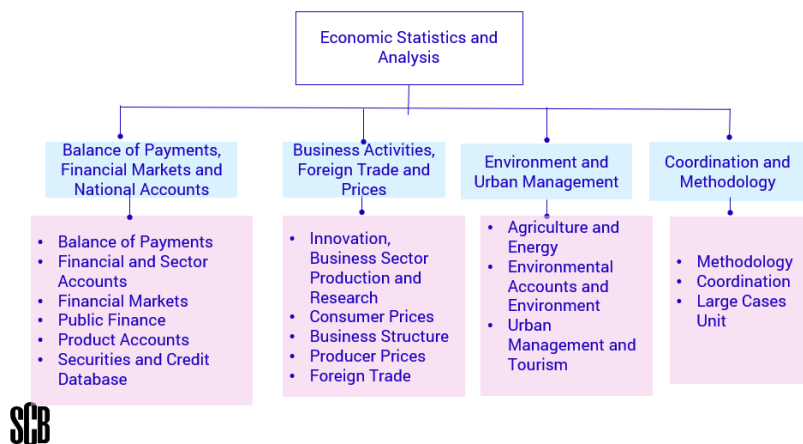 Economic Statistics and
Analysis
Balance of Payments,
Financial Markets and
National Accounts
• Balance of Payments
• Financial and Sector
Accounts
• Financial Markets
• Public Finance
• Product Accounts
• Securities and Credit
Database
Business Activities,
Foreign Trade and
Prices
• Innovation,
Business Sector
Production and
Research
• Consumer Prices
• Business Structure
• Producer Prices
• Foreign Trade
Environment and
Urban Management
• Agriculture and
Energy
• Environmental
Accounts and
Environment
• Urban
Management and
Tourism
Coordination and
Methodology
• Methodology
• Coordination
• Large Cases
Unit
SCB